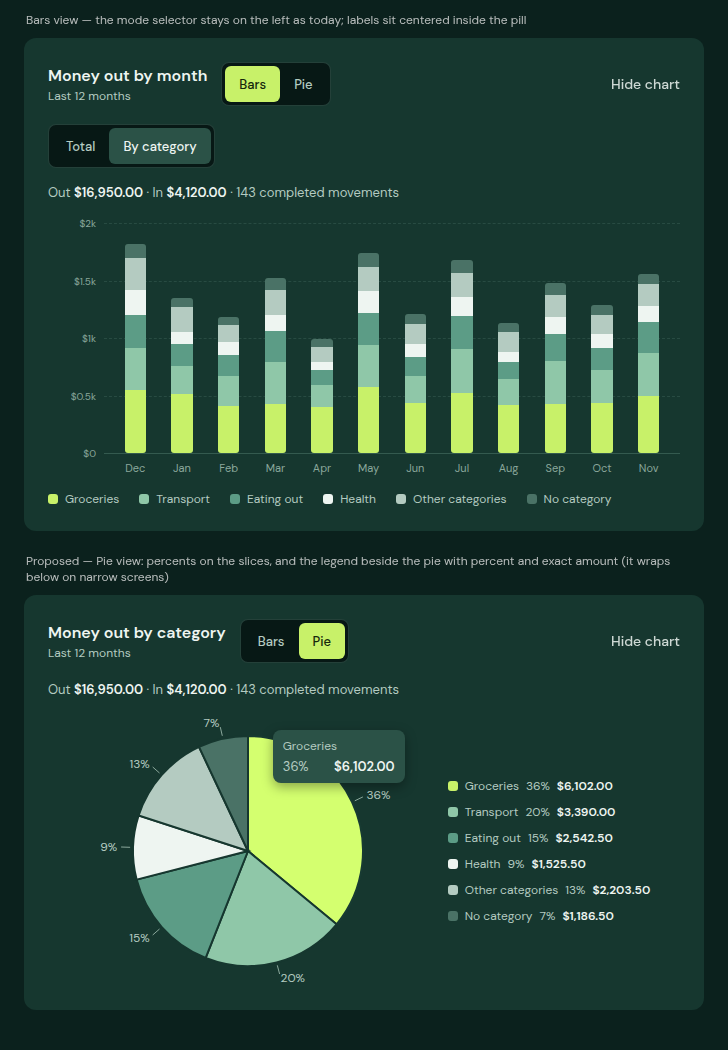 Bars view — the mode selector stays on the left as today; labels sit centered inside the pill
Money out by month
Last 12 months
Bars
Pie
Hide chart
Total
By category
Out $16,950.00 · In $4,120.00 · 143 completed movements
$2k
$1.5k
$1k
$0.5k
$0
Dec Jan Feb Mar Apr May Jun Jul Aug Sep Oct Nov
Groceries Transport Eating out Health Other categories No category
Proposed — Pie view: percents on the slices, and the legend beside the pie with percent and exact amount (it wraps
below on narrow screens)
Money out by category
Last 12 months
Bars
Pie
Hide chart
Out $16,950.00 · In $4,120.00 · 143 completed movements
7%
Groceries
36% $6,102.00
13%
36%
9%
15%
20%
Groceries 36% $6,102.00
Transport 20% $3,390.00
Eating out 15% $2,542.50
Health 9% $1,525.50
Other categories 13% $2,203.50
No category 7% $1,186.50